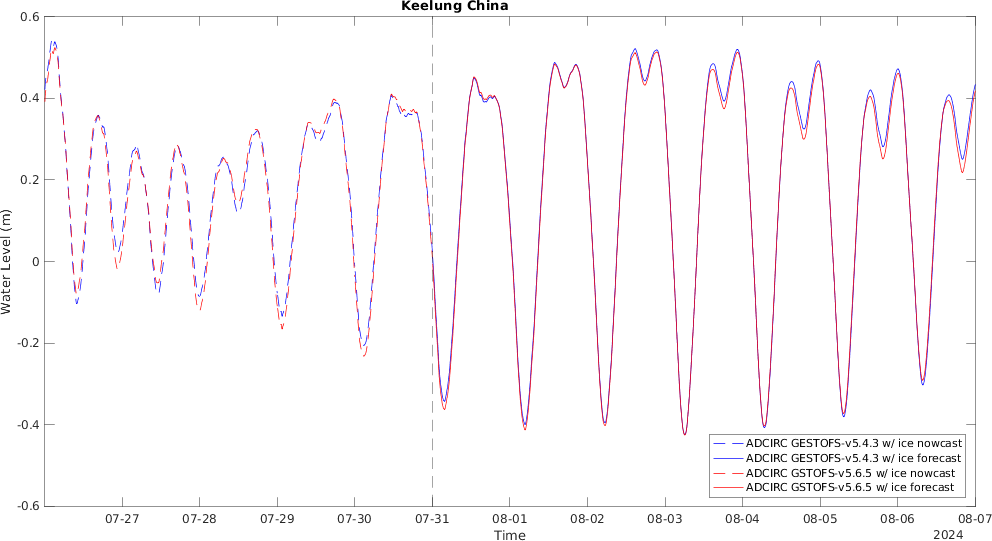 Keelung China
0.6
0.4
0.2
0
-0.2
-0.4
-0.6
Water Level (m)
07-27 07-28 07-29 07-30 07-31 08-01 08-02 08-03 08-04 08-05 08-06 08-07
Time
2024
ADCIRC GESTOFS-v5.4.3 w/ ice nowcast
ADCIRC GESTOFS-v5.4.3 w/ ice forecast
ADCIRC GSTOFS-v5.6.5 w/ ice nowcast
ADCIRC GSTOFS-v5.6.5 w/ ice forecast